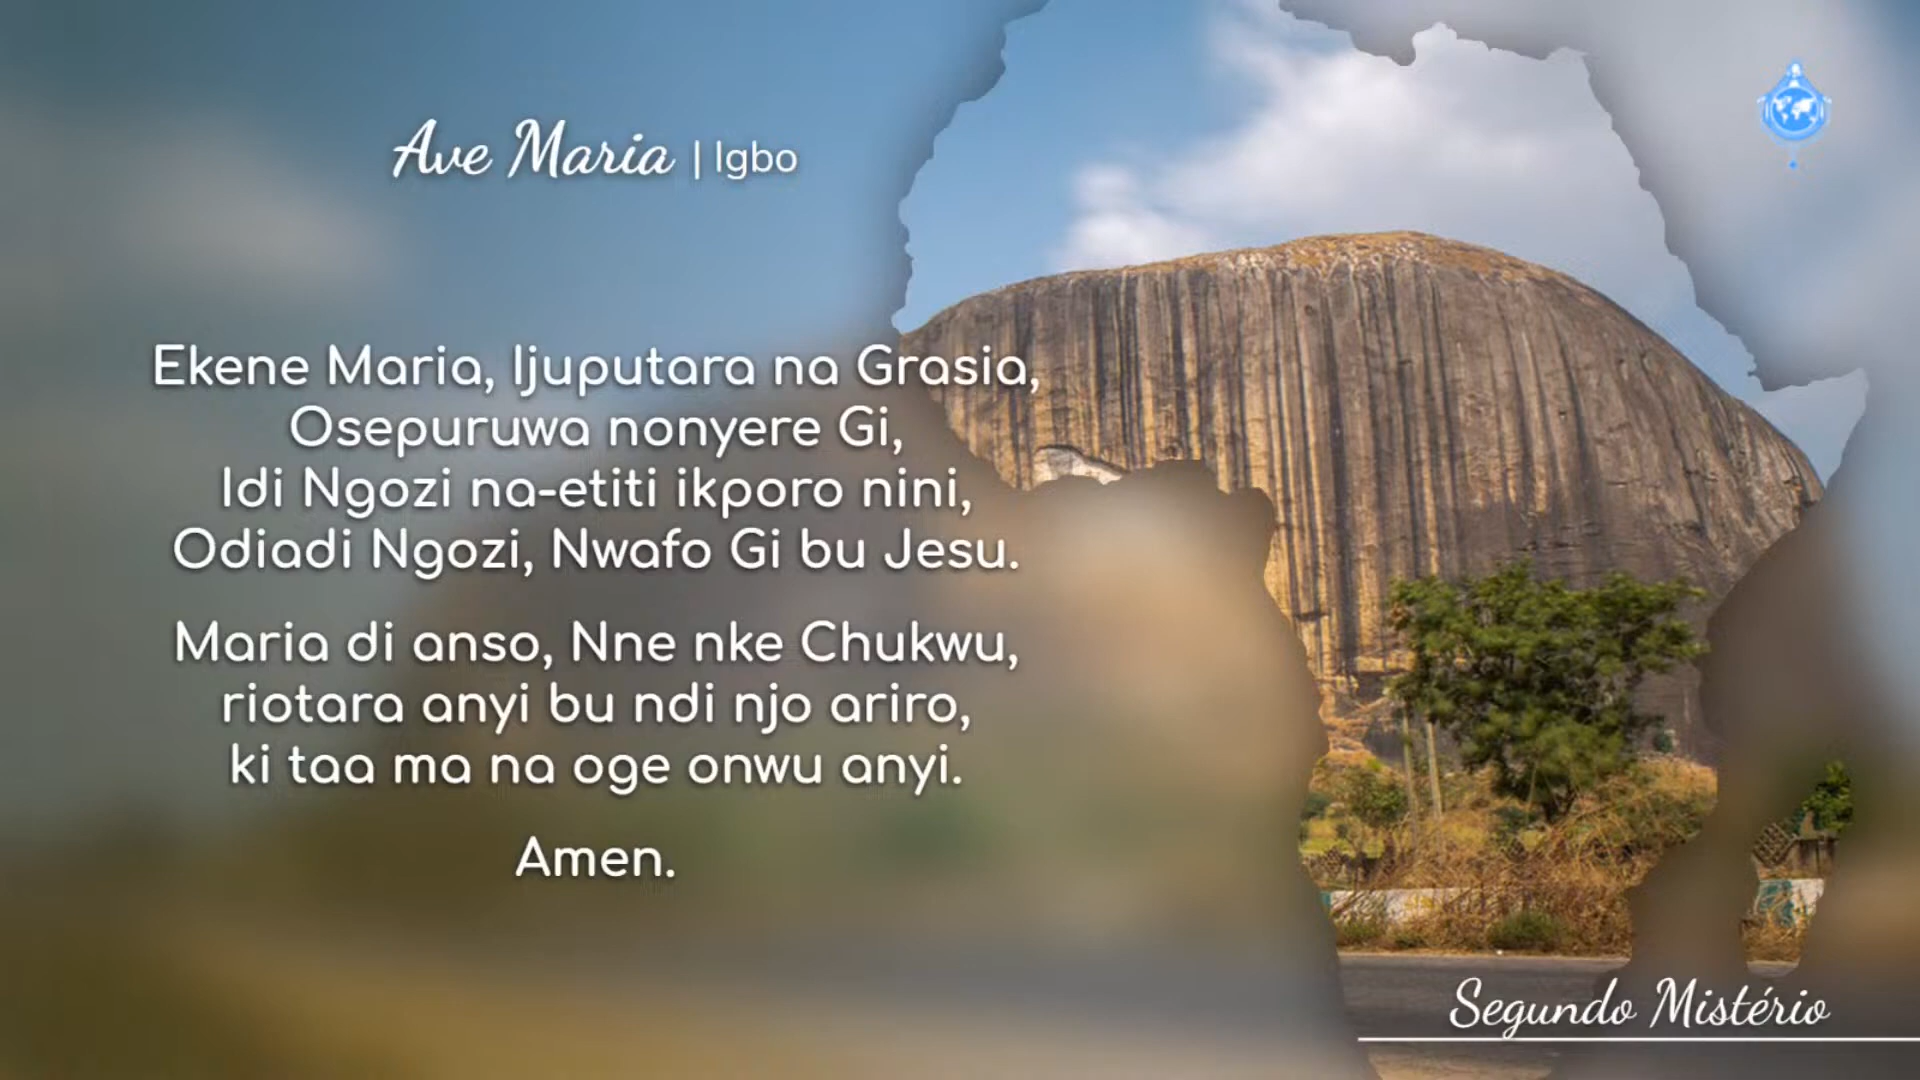 Ave Maria | Igbo
Ekene Maria, Ijuputara na Grasia,
Osepuruwa nonyere Gi,
Idi Ngozi na-etiti ikporo nini,
Odiadi Ngozi, Nwafo Gi bu Jesu.
Maria di anso, Nne nke Chukwu,
riotara anyi bu ndi njo ariro,
ki taa ma na oge onwu anyi.
Amen.
Segundo Mistério